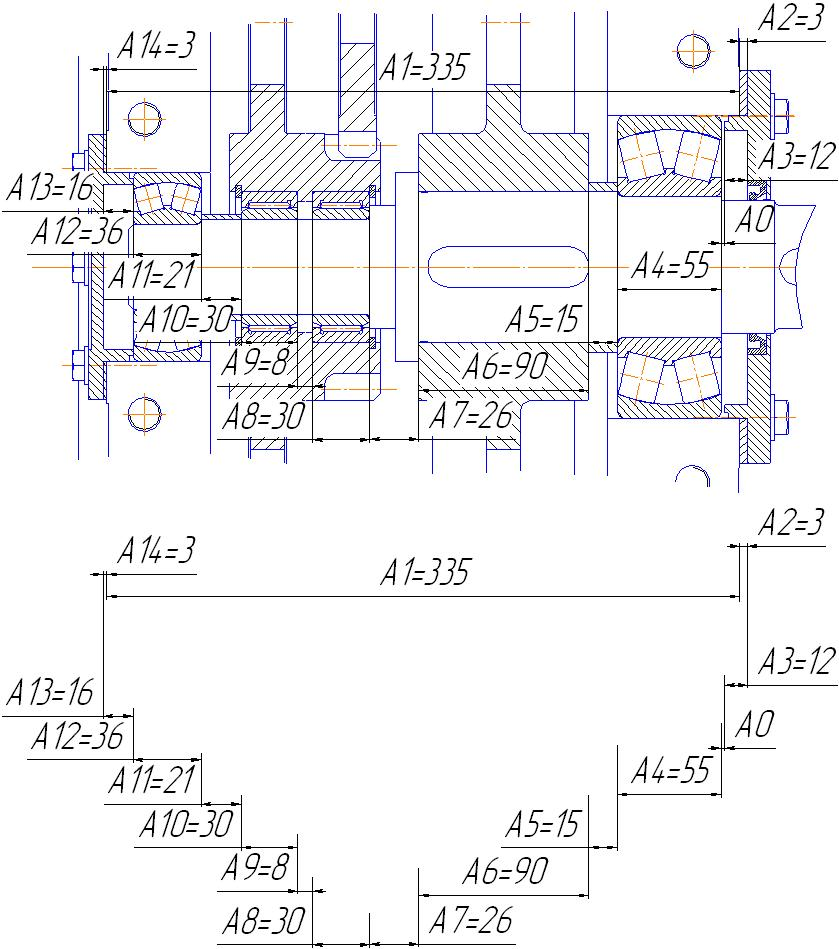 A2=3
A14=3
A1=335
A3=12
A13=16
A0
A12=36
A11=21
A4=55
A10=30
A5=15
A9=8
A6=90
A8=30
A7=26
A2=3
A14=3
A1=335
A3=12
A13=16
A0
A12=36
A11=21
A4=55
A10=30
A5=15
A9=8
A6=90
A8=30
A7=26